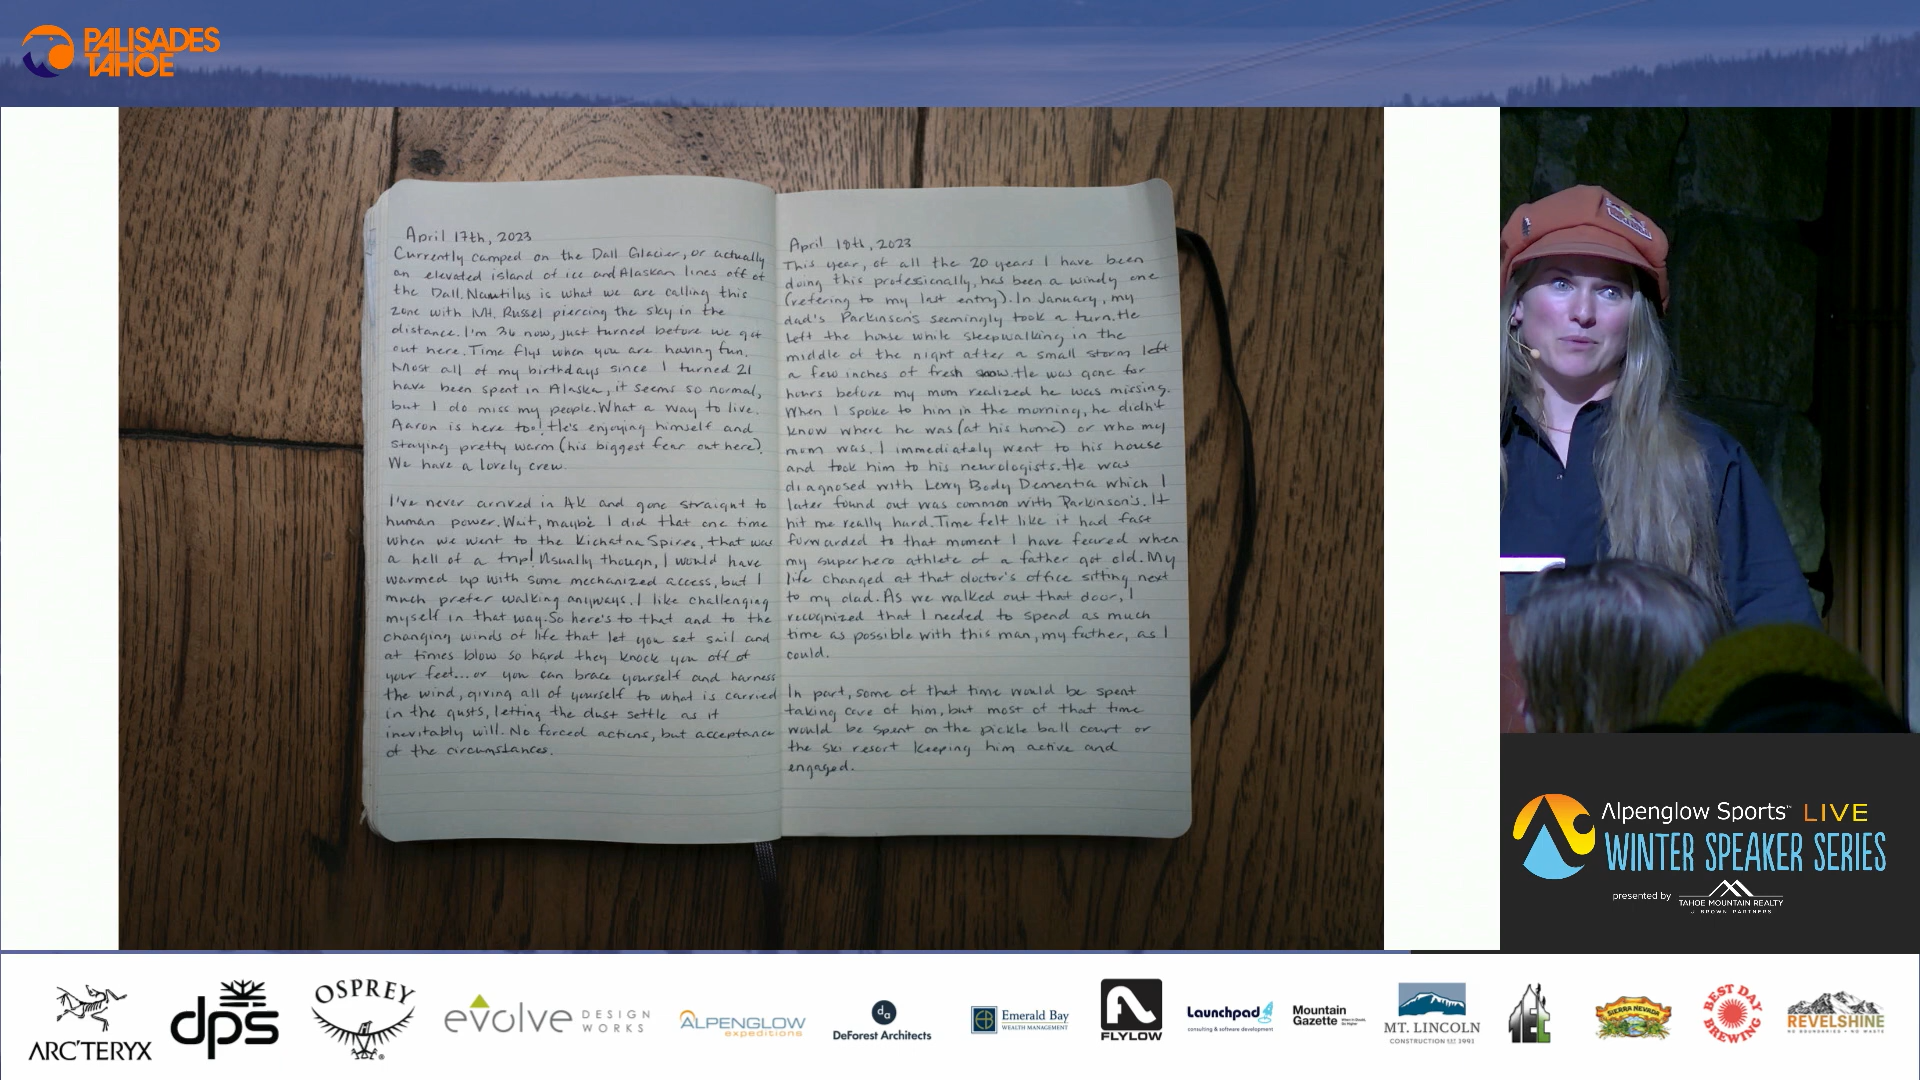 PALISADES
TAHOE
April 17th, 2023
Currently camped on the Dall Glacier, or actually
an elevated island of ice and Alaskan lines off of
the Dall. Nautilus is what we are calling this
zone with Mt. Russel piercing the sky in the
distance. I'm 36 now, just turned before we got
out here. Time flys when you are having fun.
Most all of my birthdays since I turned 21
have been spent in Alaska, it seems so normal,
but I do miss my people. What a way to live.
Aaron is here too! He's enjoying himself and
staying pretty warm (his biggest fear out here).
We have a lovely crew.
I've never arrived in AK and gone straight to
human power. Wait, maybe I did that one time
when we went to the Kichatna Spires, that was
a hell of a trip! Usually though, I would have
warmed up with some mechanized access, but I
much prefer walking anyways. I like challenging
myself in that way. So here's to that and to the
changing winds of life that let you set sail and
at times blow so hard they knock you off of
your feet... or you can brace yourself and harness
the wind, giving all of yourself to what is carried
in the gusts, letting the dust settle as it
inevitably will. No forced actions, but acceptance
of the circumstances.
April 18th, 2023
This year, of all the 20 years I have been
doing this professionally, has been a windy one
(refering to my last entry). In January, my
dad's Parkinson's seemingly took a turn. He
left the house while sleepwalking in the
middle of the night after a small storm left
a few inches of fresh snow. He was gone for
hours before my mom realized he was missing.
When I spoke to him in the morning, he didn't
know where he was (at his home) or who my
mom was. I immediately went to his house
and took him to his neurologists. He was
diagnosed with Lewy Body Dementia which I
later found out was common with Parkinson's. It
hit me really hard. Time felt like it had fast
forwarded to that moment I have feared when
my superhero athlete of a father got old. My
life changed at that doctor's office sitting next
to my dad. As we walked out that door, I
recognized that I needed to spend as much
time as possible with this man, my father, as I
could.
In part, some of that time would be spent
taking care of him, but most of that time
would be spent on the pickle ball court or
the ski resort keeping him active and
engaged.
Alpenglow Sports™ LIVE
WINTER SPEAKER SERIES
presented by TAHOE MOUNTAIN REALTY
BROWN PARTNERS
ARC'TERYX
dps
OSPREY
evolve DESIGN WORKS
ALPENGLOW
expeditions
da
DeForest Architects
Emerald Bay
WEALTH MANAGEMENT
FLYLOW
Launchpad
consulting & software development
Mountain
Gazette
MT. LINCOLN
CONSTRUCTION Est 1993
SIERRA NEVADA
BEST DAY BREWING
REVELSHINE
NO BOUNDARIES • NO WASTE